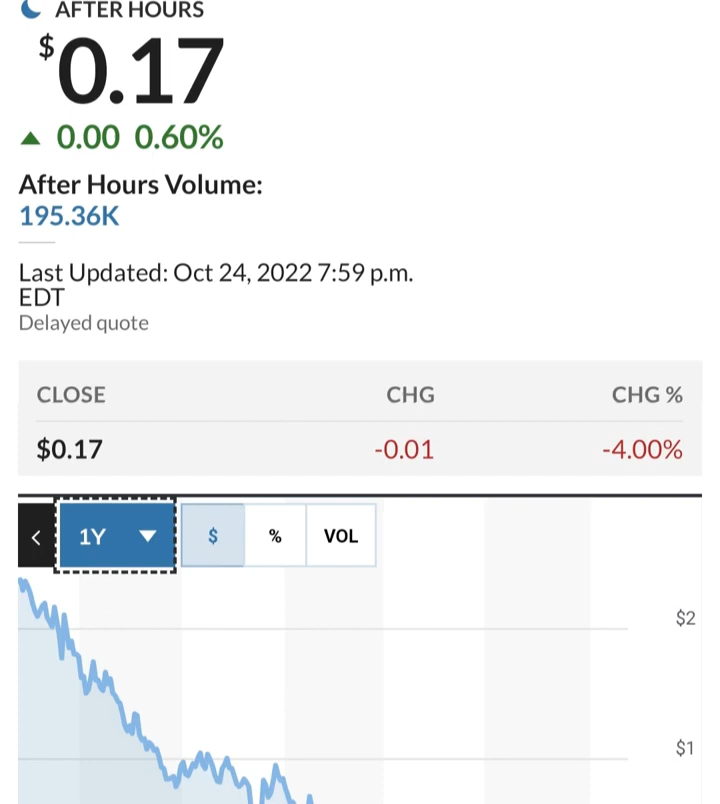 AFTER HOURS
$0.17
0.00 0.60%
After Hours Volume:
195.36K
Last Updated: Oct 24, 2022 7:59 p.m.
EDT
Delayed quote
CLOSE CHG CHG %
$0.17 -0.01 -4.00%
1Y $ % VOL
$2
$1